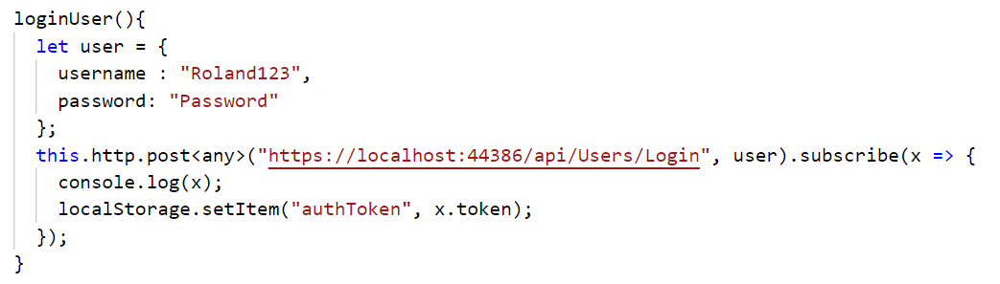 loginUser(){
  let user = {
    username : "Roland123",
    password: "Password"
  };
  this.http.post<any>("https://localhost:44386/api/Users/Login", user).subscribe(x => {
    console.log(x);
    localStorage.setItem("authToken", x.token);
  });
}